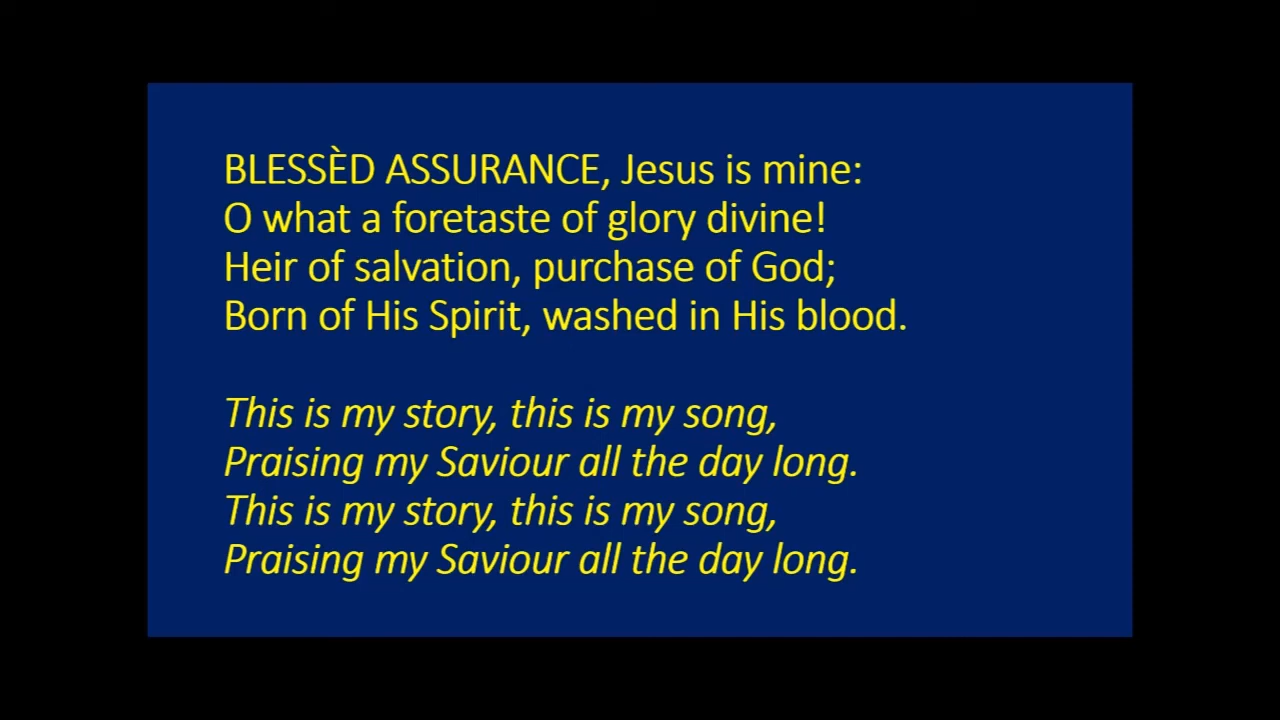 BLESSÈD ASSURANCE, Jesus is mine:
O what a foretaste of glory divine!
Heir of salvation, purchase of God;
Born of His Spirit, washed in His blood.
This is my story, this is my song,
Praising my Saviour all the day long.
This is my story, this is my song,
Praising my Saviour all the day long.